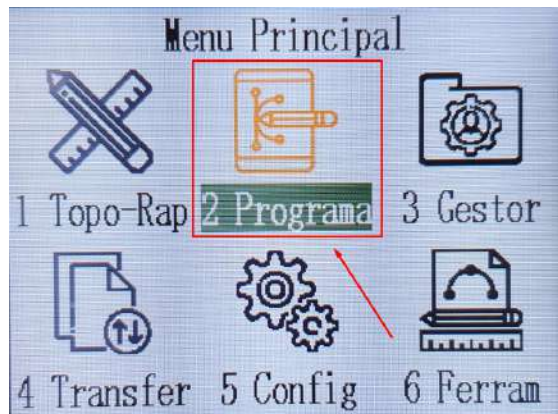 Menu Principal
1 Topo-Rap 2 Programa 3 Gestor
4 Transfer 5 Config 6 Ferram